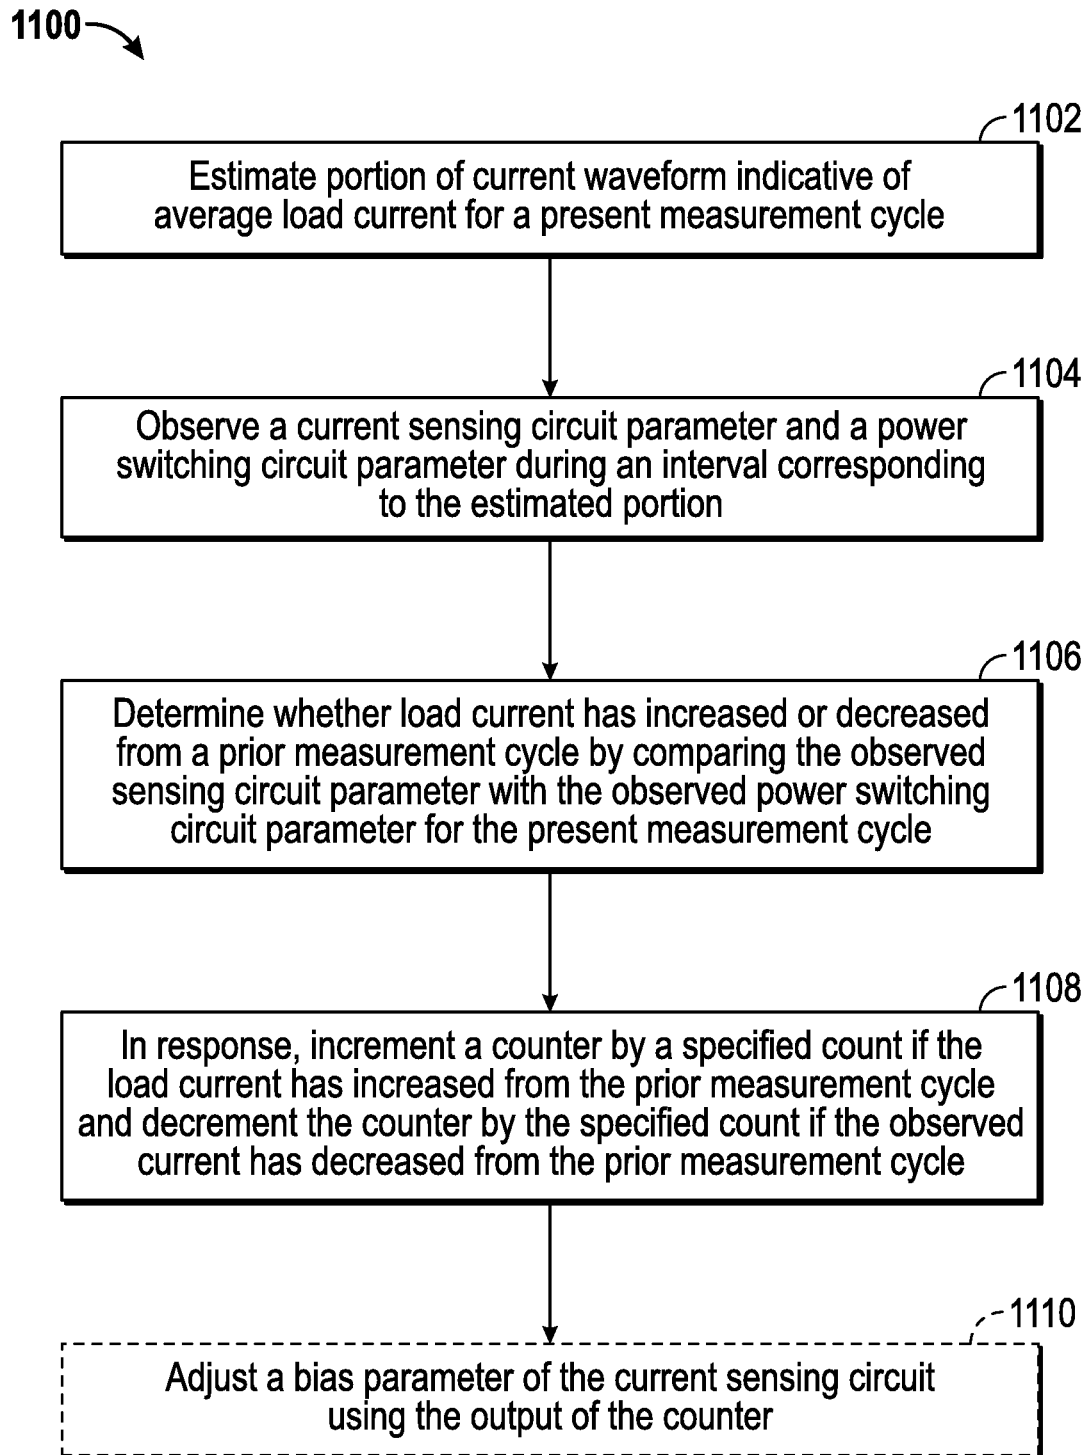 1100
1102
Estimate portion of current waveform indicative of
average load current for a present measurement cycle
1104
Observe a current sensing circuit parameter and a power
switching circuit parameter during an interval corresponding
to the estimated portion
1106
Determine whether load current has increased or decreased
from a prior measurement cycle by comparing the observed
sensing circuit parameter with the observed power switching
circuit parameter for the present measurement cycle
1108
In response, increment a counter by a specified count if the
load current has increased from the prior measurement cycle
and decrement the counter by the specified count if the observed
current has decreased from the prior measurement cycle
1110
Adjust a bias parameter of the current sensing circuit
using the output of the counter